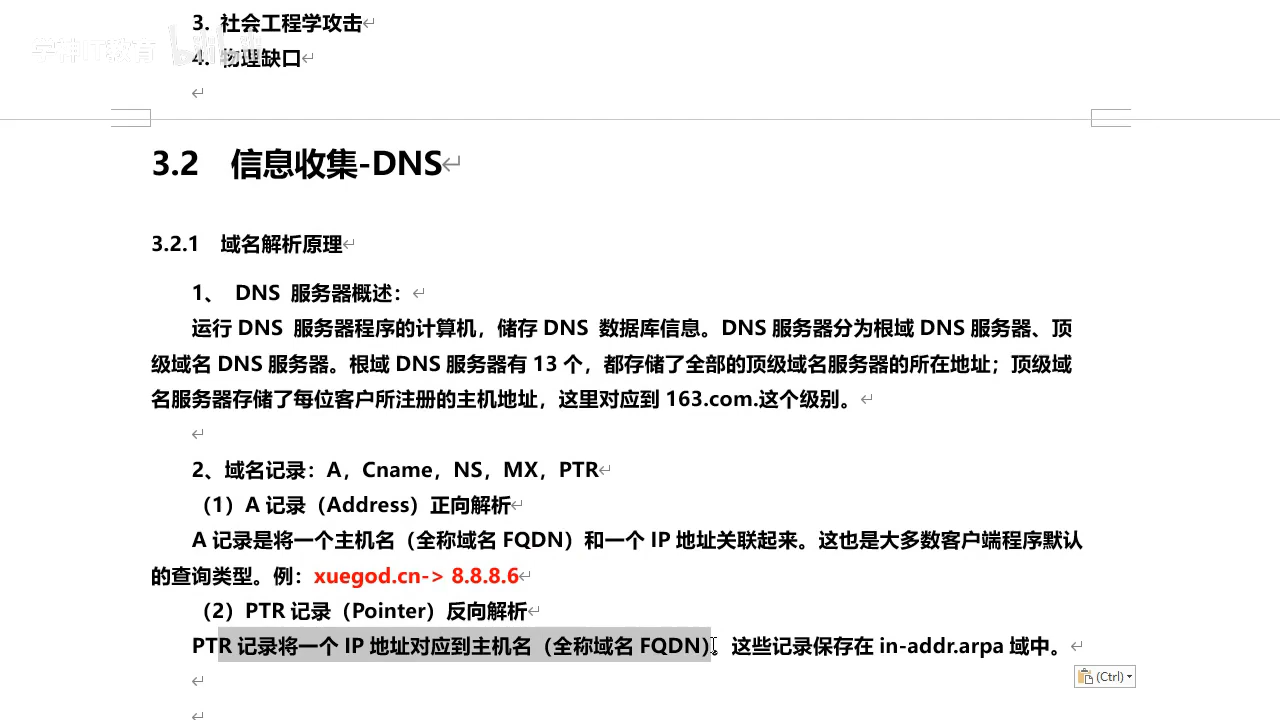 3. 社会工程学攻击
学神IT教育 bilibili
4. 物理缺口
3.2 信息收集-DNS
3.2.1 域名解析原理
1、 DNS 服务器概述：
运行 DNS 服务器程序的计算机，储存 DNS 数据库信息。DNS 服务器分为根域 DNS 服务器、顶
级域名 DNS 服务器。根域 DNS 服务器有 13 个，都存储了全部的顶级域名服务器的所在地址；顶级域
名服务器存储了每位客户所注册的主机地址，这里对应到 163.com.这个级别。
2、域名记录：A，Cname，NS，MX，PTR
（1）A 记录（Address）正向解析
A 记录是将一个主机名（全称域名 FQDN）和一个 IP 地址关联起来。这也是大多数客户端程序默认
的查询类型。例：xuegod.cn-> 8.8.8.6
（2）PTR 记录（Pointer）反向解析
PTR 记录将一个 IP 地址对应到主机名（全称域名 FQDN）。这些记录保存在 in-addr.arpa 域中。
(Ctrl)